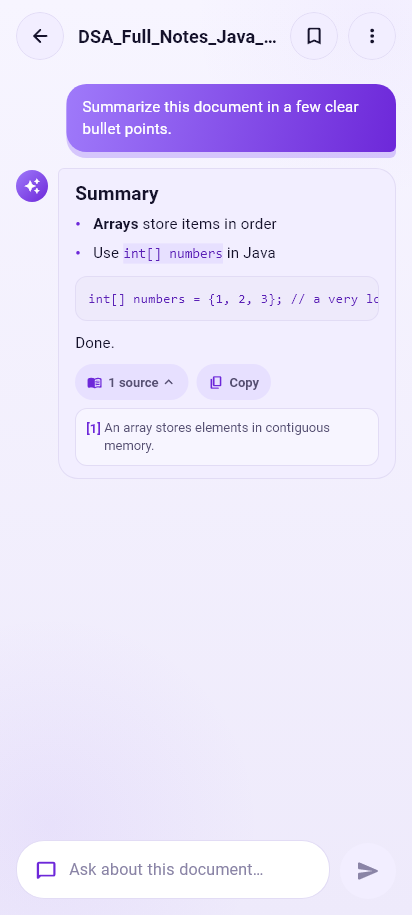 DSA_Full_Notes_Java_...
Summarize this document in a few clear
bullet points.
Summary
• Arrays store items in order
• Use int[] numbers in Java
int[] numbers = {1, 2, 3}; // a very lo
Done.
1 source
Copy
[1] An array stores elements in contiguous
memory.
Ask about this document...